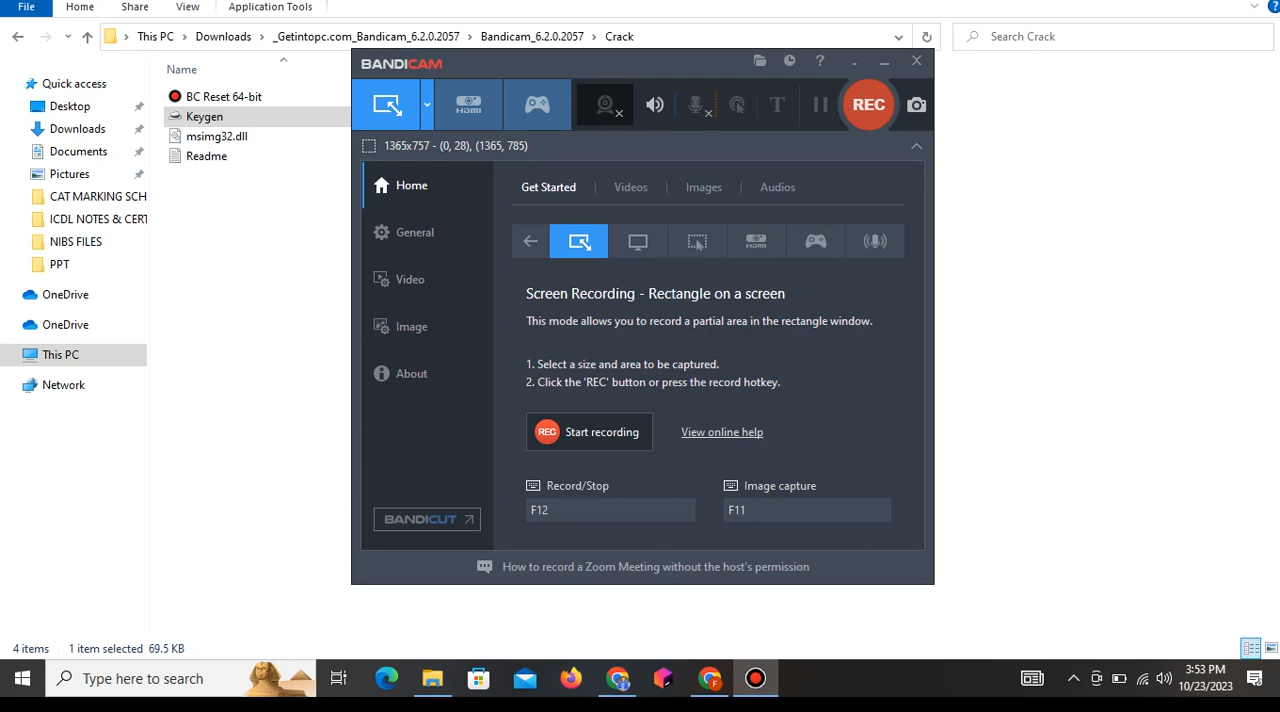 File Home Share View Application Tools
This PC Downloads _Getintopc.com_Bandicam_6.2.0.2057 Bandicam_6.2.0.2057 Crack
Search Crack
Quick access
Desktop
Downloads
Documents
Pictures
CAT MARKING SCH
ICDL NOTES & CERT
NIBS FILES
PPT
OneDrive
OneDrive
This PC
Network
Name
BC Reset 64-bit
Keygen
msimg32.dll
Readme
BANDICAM
HDMI T REC
1365x757 - (0, 28), (1365, 785)
Home
General
Video
Image
About
BANDICUT
Get Started Videos Images Audios
HDMI
Screen Recording - Rectangle on a screen
This mode allows you to record a partial area in the rectangle window.
1. Select a size and area to be captured.
2. Click the 'REC' button or press the record hotkey.
REC Start recording View online help
Record/Stop Image capture
F12 F11
How to record a Zoom Meeting without the host's permission
4 items 1 item selected 69.5 KB
Type here to search
3:53 PM
10/23/2023